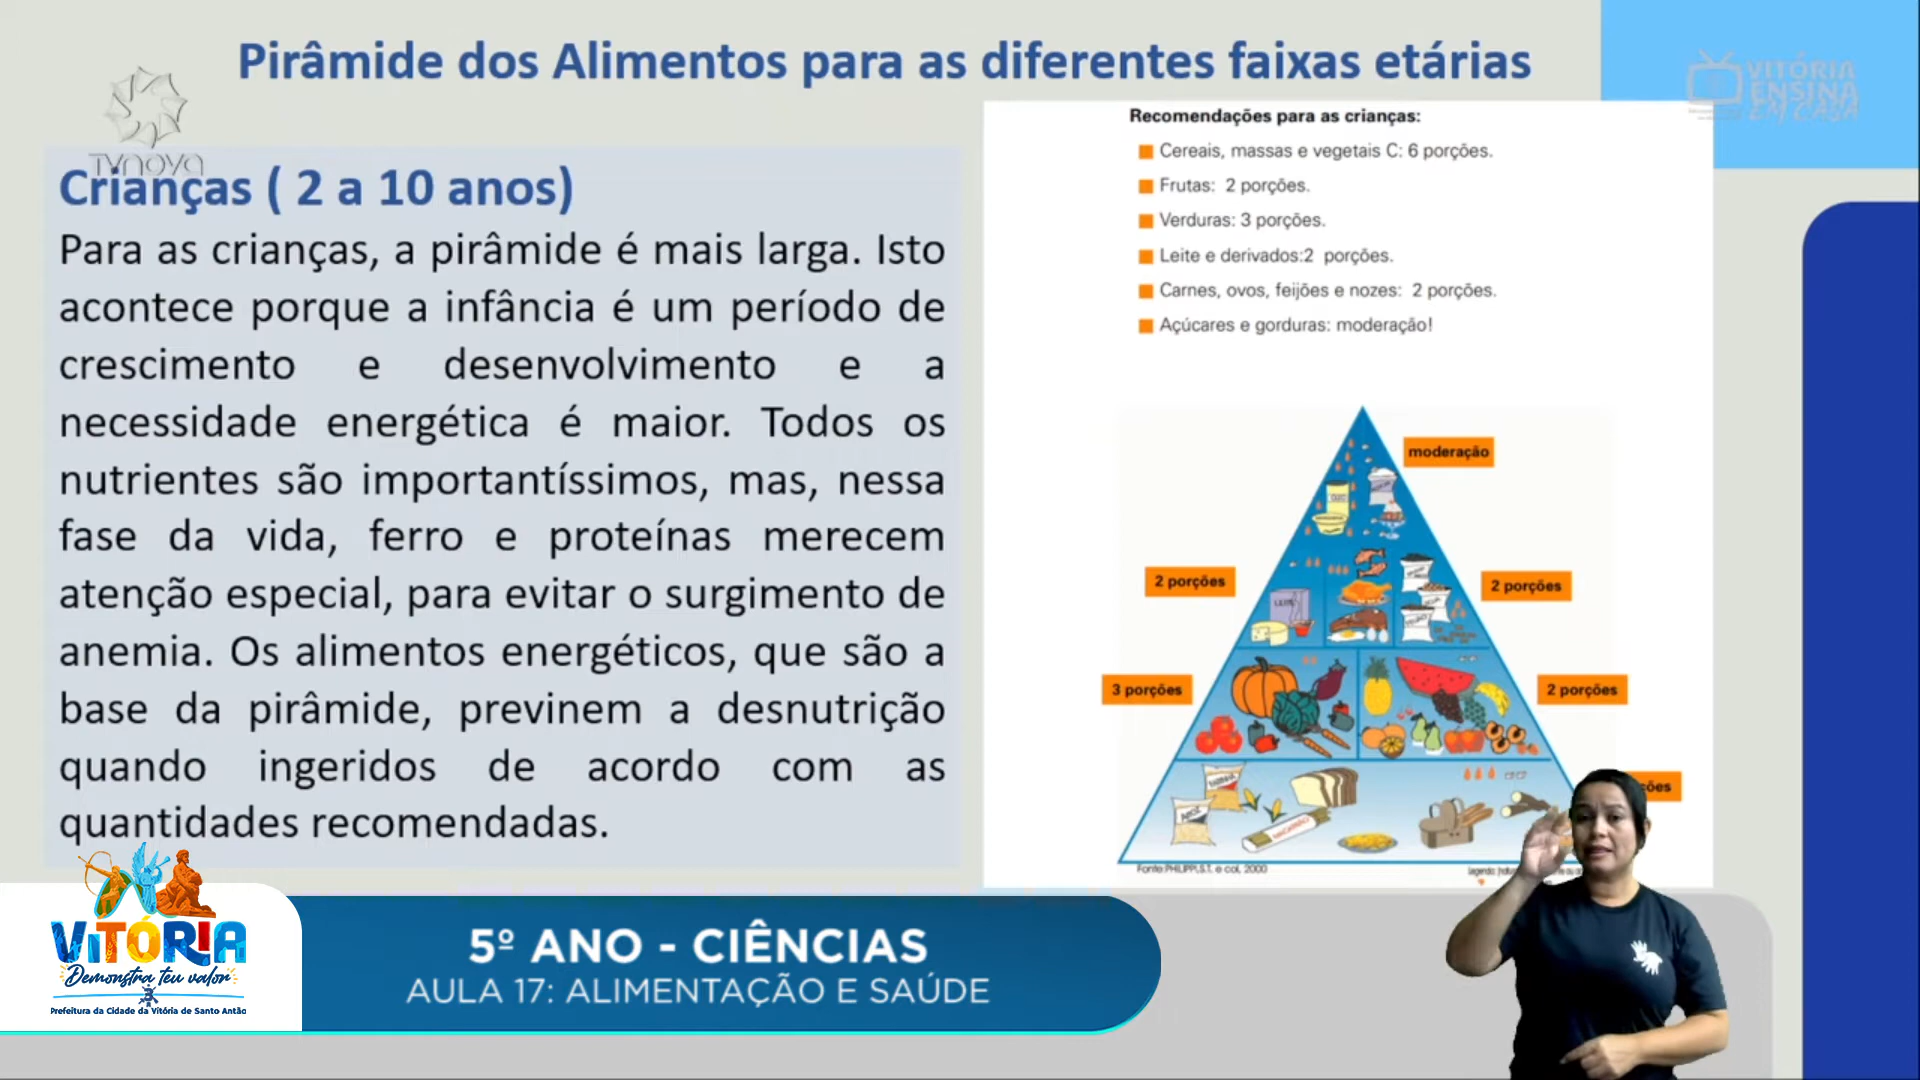 Pirâmide dos Alimentos para as diferentes faixas etárias
VITÓRIA
ENSINA
EM CASA
TVNOVA
Crianças ( 2 a 10 anos)
Para as crianças, a pirâmide é mais larga. Isto
acontece porque a infância é um período de
crescimento e desenvolvimento e a
necessidade energética é maior. Todos os
nutrientes são importantíssimos, mas, nessa
fase da vida, ferro e proteínas merecem
atenção especial, para evitar o surgimento de
anemia. Os alimentos energéticos, que são a
base da pirâmide, previnem a desnutrição
quando ingeridos de acordo com as
quantidades recomendadas.
Recomendações para as crianças:
Cereais, massas e vegetais C: 6 porções.
Frutas: 2 porções.
Verduras: 3 porções.
Leite e derivados:2 porções.
Carnes, ovos, feijões e nozes: 2 porções.
Açúcares e gorduras: moderação!
moderação
2 porções
2 porções
LEITE
3 porções
2 porções
ções
ARROZ
MACARRÃO
Fonte:PHILIPPI,S.T. e col, 2000
VITÓRIA
Demonstra teu valor
Prefeitura da Cidade da Vitória de Santo Antão
5º ANO - CIÊNCIAS
AULA 17: ALIMENTAÇÃO E SAÚDE